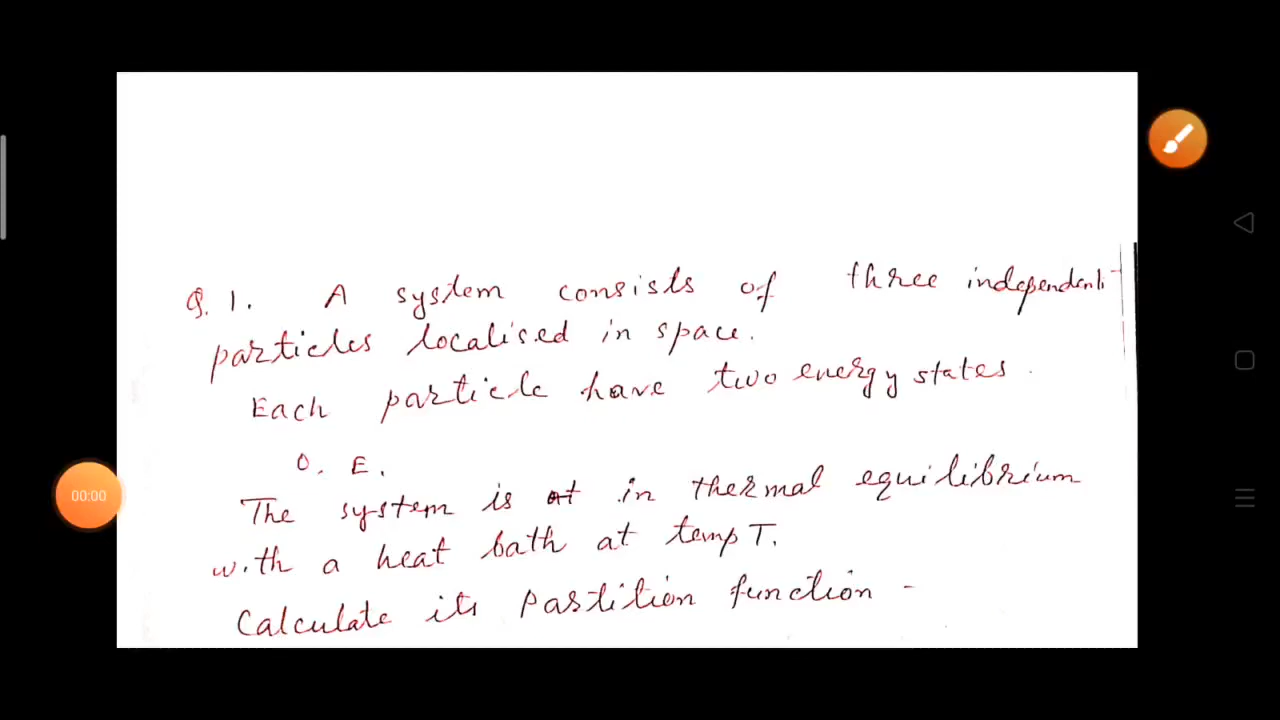 Q. 1. A system consists of three independent
particles localised in space.
Each particle have two energy states.
O. E.
The system is at in thermal equilibrium
with a heat bath at temp T.
Calculate its partition function -
00:00